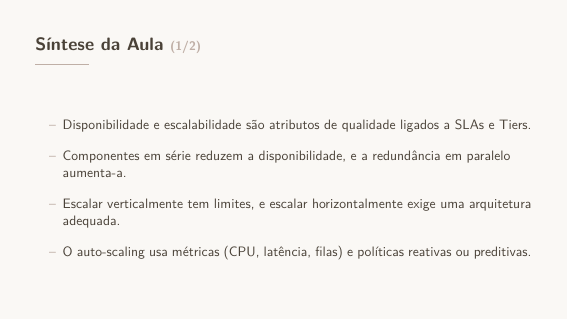 Síntese da Aula (1/2)
– Disponibilidade e escalabilidade são atributos de qualidade ligados a SLAs e Tiers.
– Componentes em série reduzem a disponibilidade, e a redundância em paralelo
aumenta-a.
– Escalar verticalmente tem limites, e escalar horizontalmente exige uma arquitetura
adequada.
– O auto-scaling usa métricas (CPU, latência, filas) e políticas reativas ou preditivas.